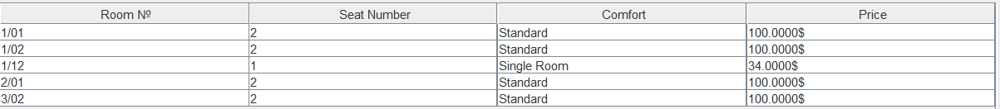 Room Nº Seat Number Comfort Price
1/01 2 Standard 100.0000$
1/02 2 Standard 100.0000$
1/12 1 Single Room 34.0000$
2/01 2 Standard 100.0000$
3/02 2 Standard 100.0000$